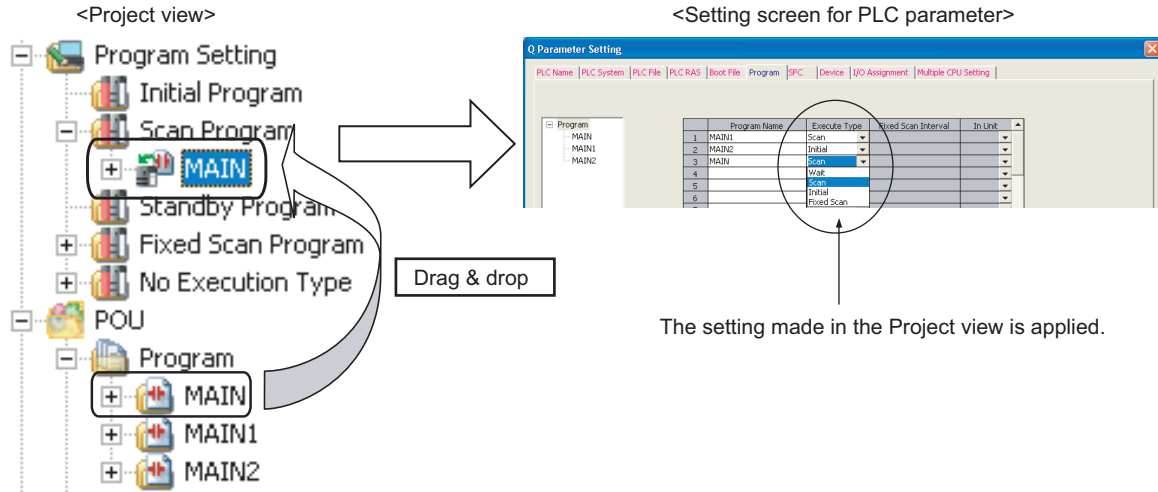 <Project view>
Program Setting
Initial Program
Scan Program
MAIN
Standby Program
Fixed Scan Program
No Execution Type
POU
Program
MAIN
MAIN1
MAIN2
Drag & drop
<Setting screen for PLC parameter>
Q Parameter Setting
PLC Name PLC System PLC File PLC RAS Boot File Program SFC Device I/O Assignment Multiple CPU Setting
Program
MAIN
MAIN1
MAIN2
Program Name Execute Type Fixed Scan Interval In Unit
1 MAIN1 Scan
2 MAIN2 Initial
3 MAIN Scan
4 Wait
5 Scan
6 Initial
Fixed Scan
The setting made in the Project view is applied.